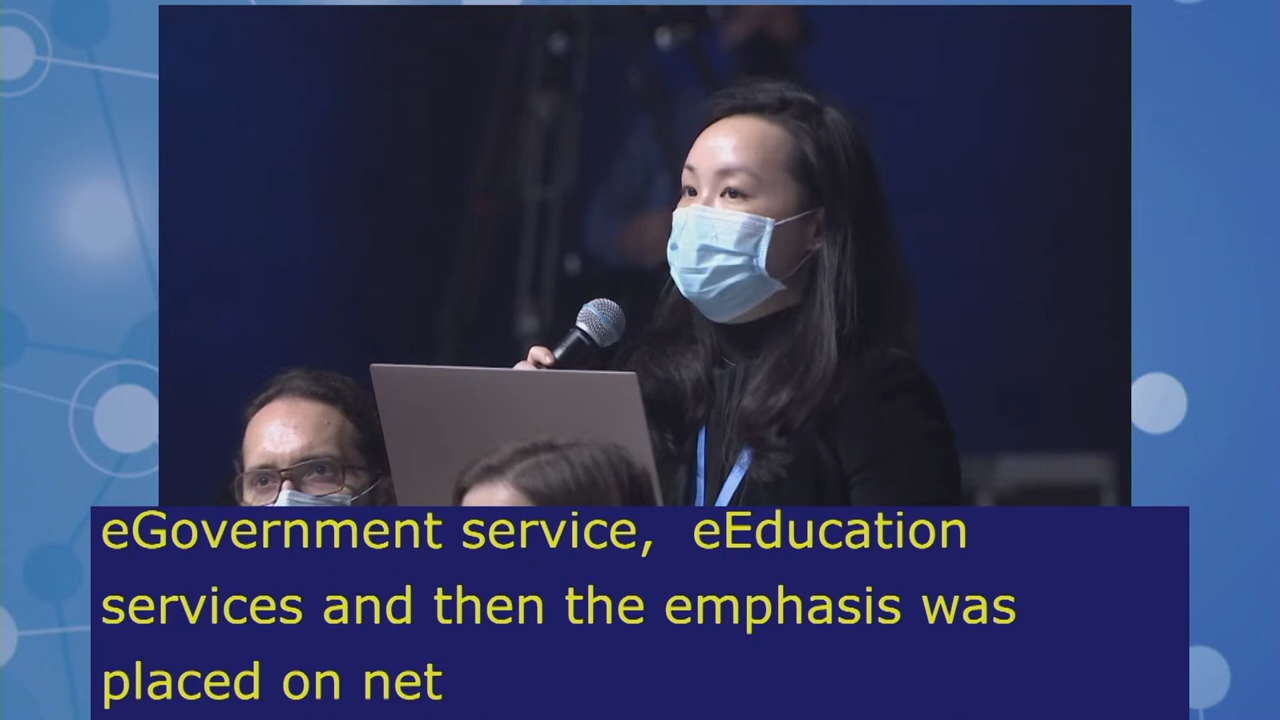 eGovernment service,  eEducation
services and then the emphasis was
placed on net